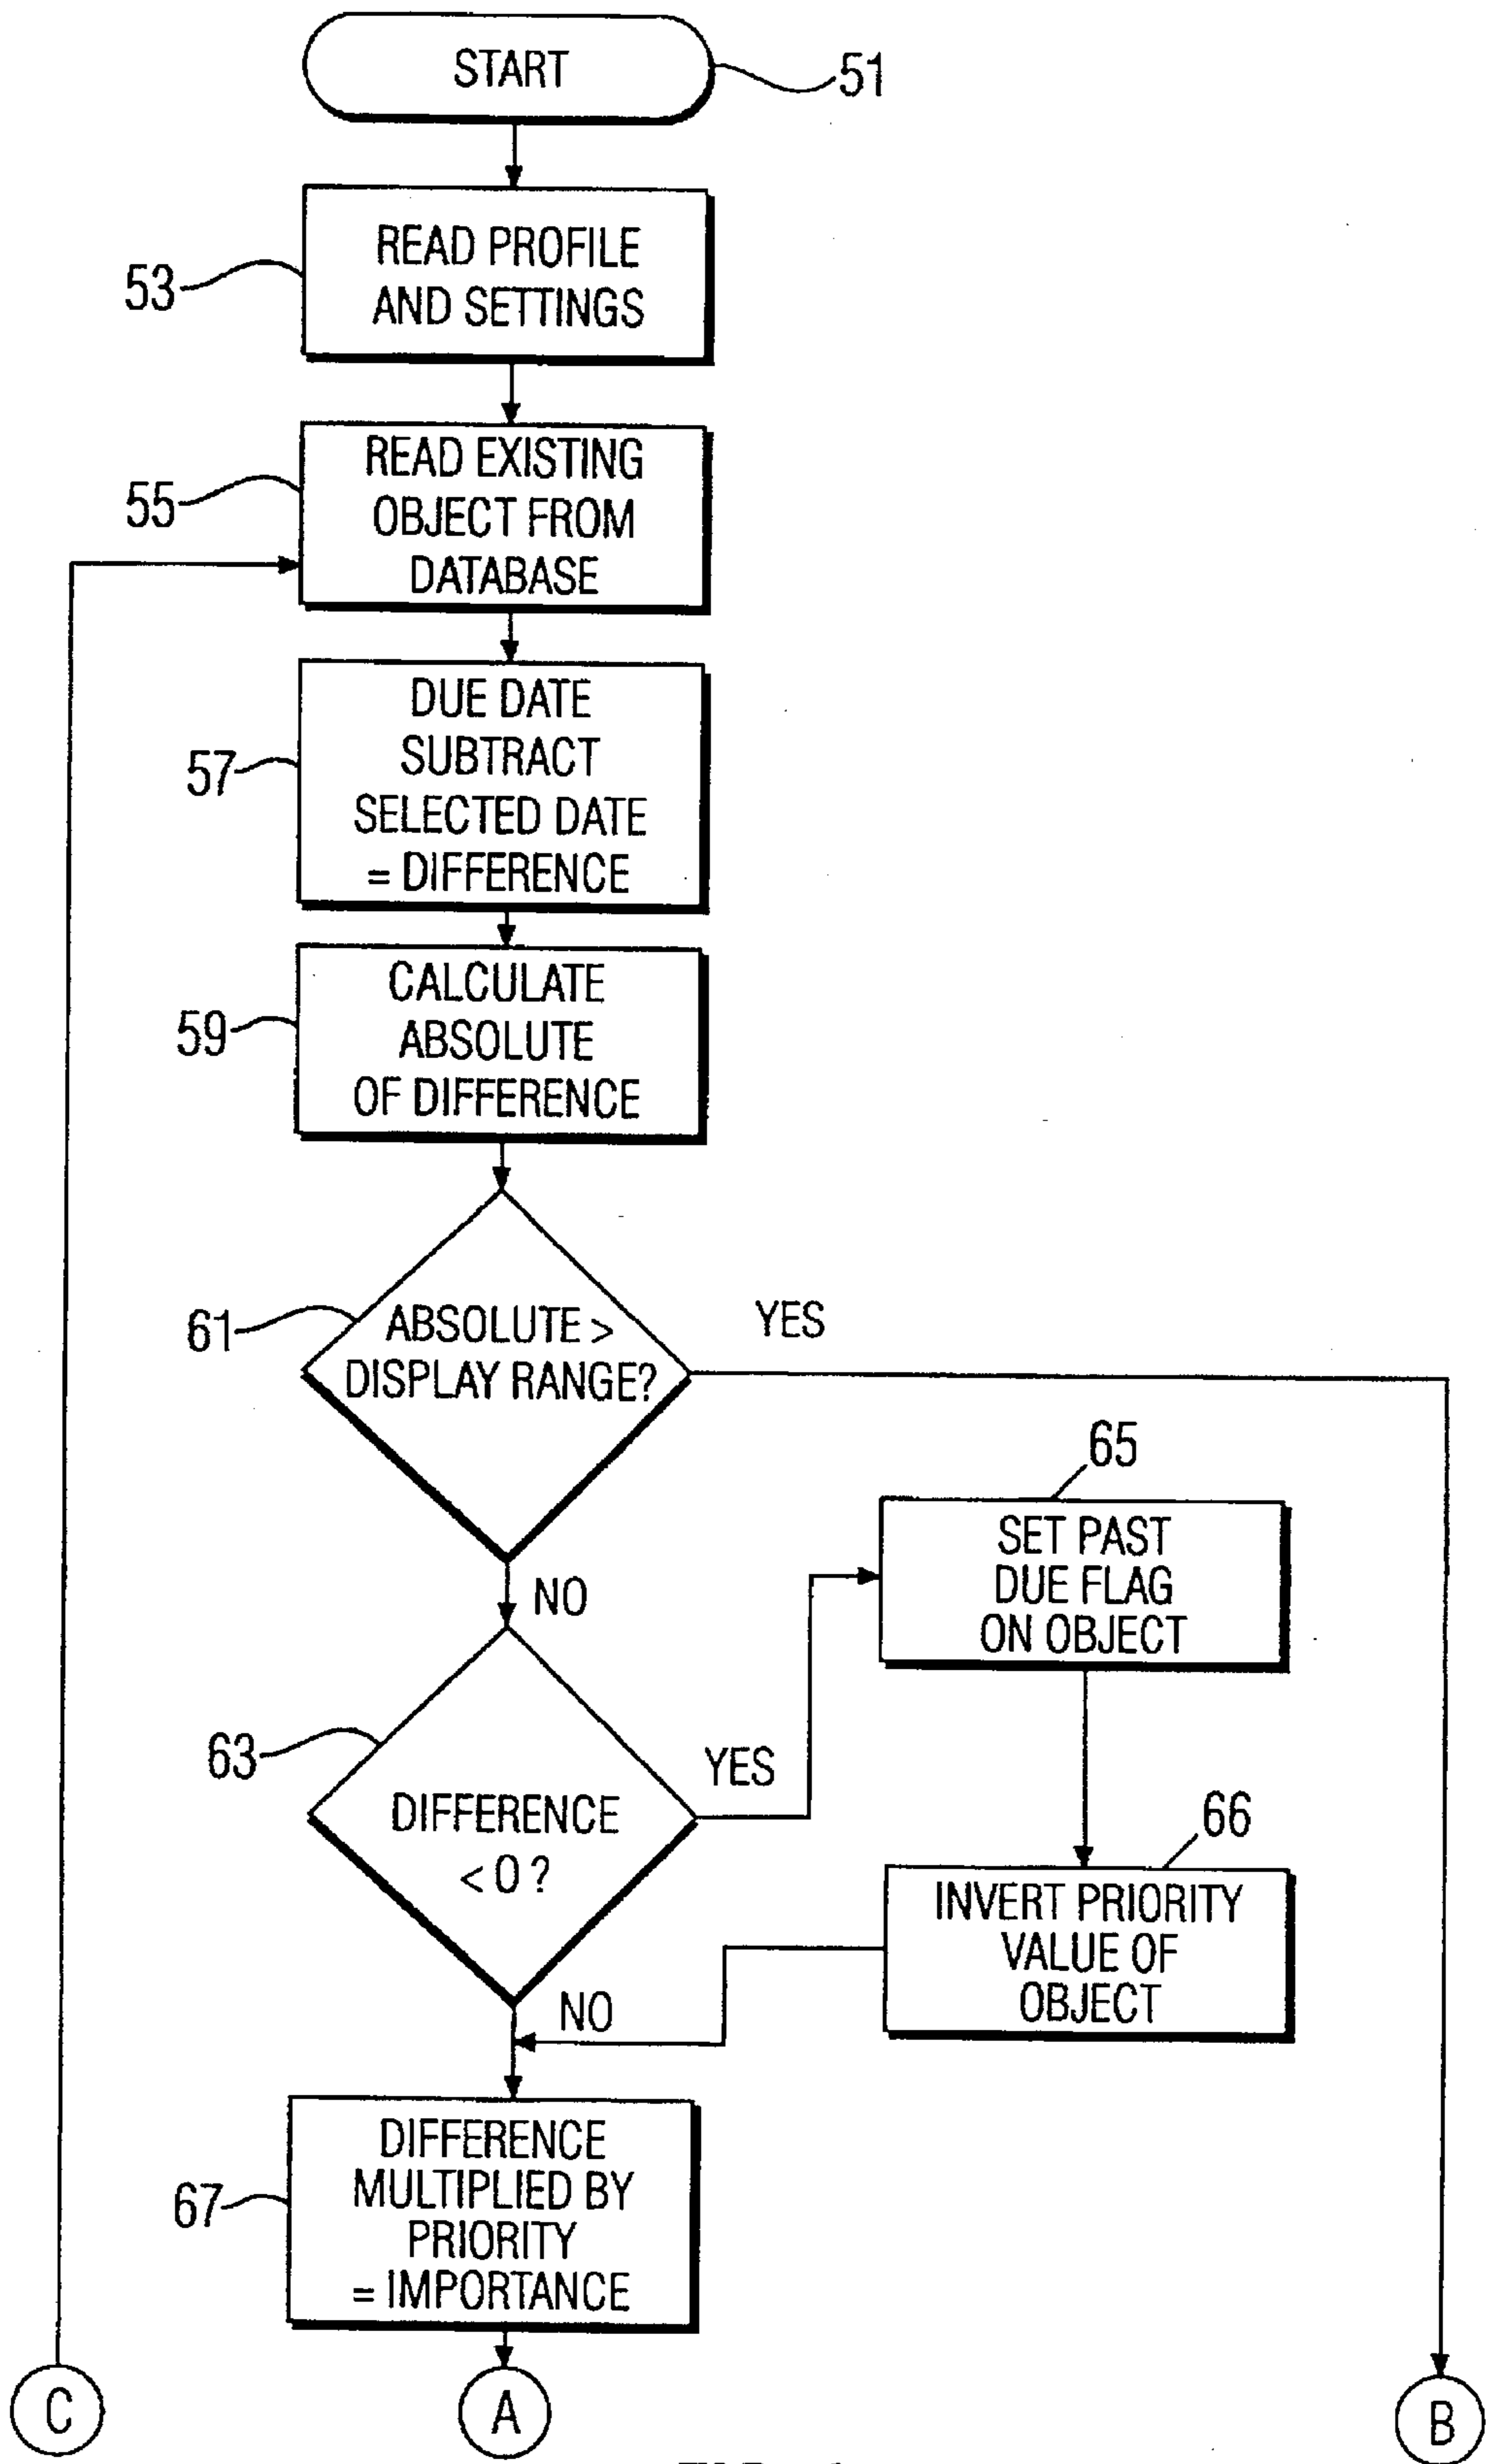 START
51
53
READ PROFILE
AND SETTINGS
55
READ EXISTING
OBJECT FROM
DATABASE
57
DUE DATE
SUBTRACT
SELECTED DATE
= DIFFERENCE
59
CALCULATE
ABSOLUTE
OF DIFFERENCE
61
ABSOLUTE >
DISPLAY RANGE?
YES
NO
65
SET PAST
DUE FLAG
ON OBJECT
63
DIFFERENCE
< 0 ?
YES
NO
66
INVERT PRIORITY
VALUE OF
OBJECT
67
DIFFERENCE
MULTIPLIED BY
PRIORITY
= IMPORTANCE
C
A
B